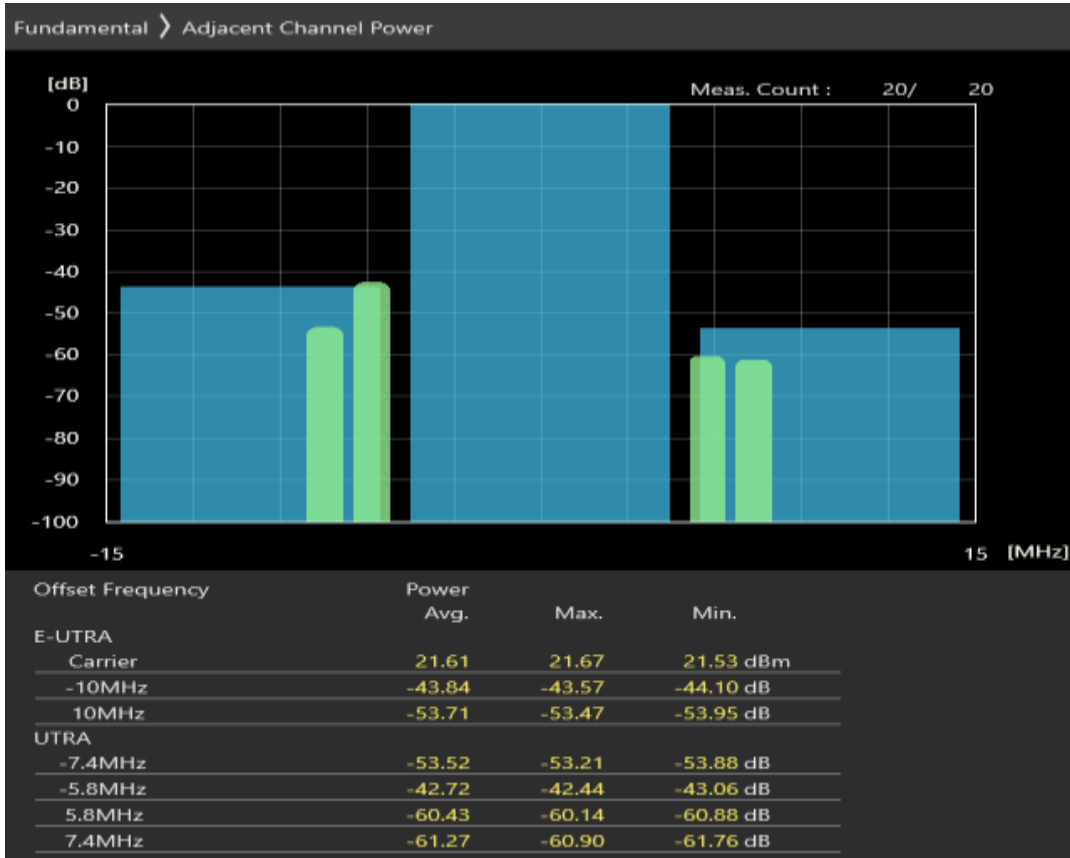 Fundamental 〉 Adjacent Channel Power
[dB]
Meas. Count : 20/ 20
0
-10
-20
-30
-40
-50
-60
-70
-80
-90
-100
-15 15 [MHz]
Offset Frequency Power
Avg. Max. Min.
E-UTRA
Carrier 21.61 21.67 21.53 dBm
-10MHz -43.84 -43.57 -44.10 dB
10MHz -53.71 -53.47 -53.95 dB
UTRA
-7.4MHz -53.52 -53.21 -53.88 dB
-5.8MHz -42.72 -42.44 -43.06 dB
5.8MHz -60.43 -60.14 -60.88 dB
7.4MHz -61.27 -60.90 -61.76 dB